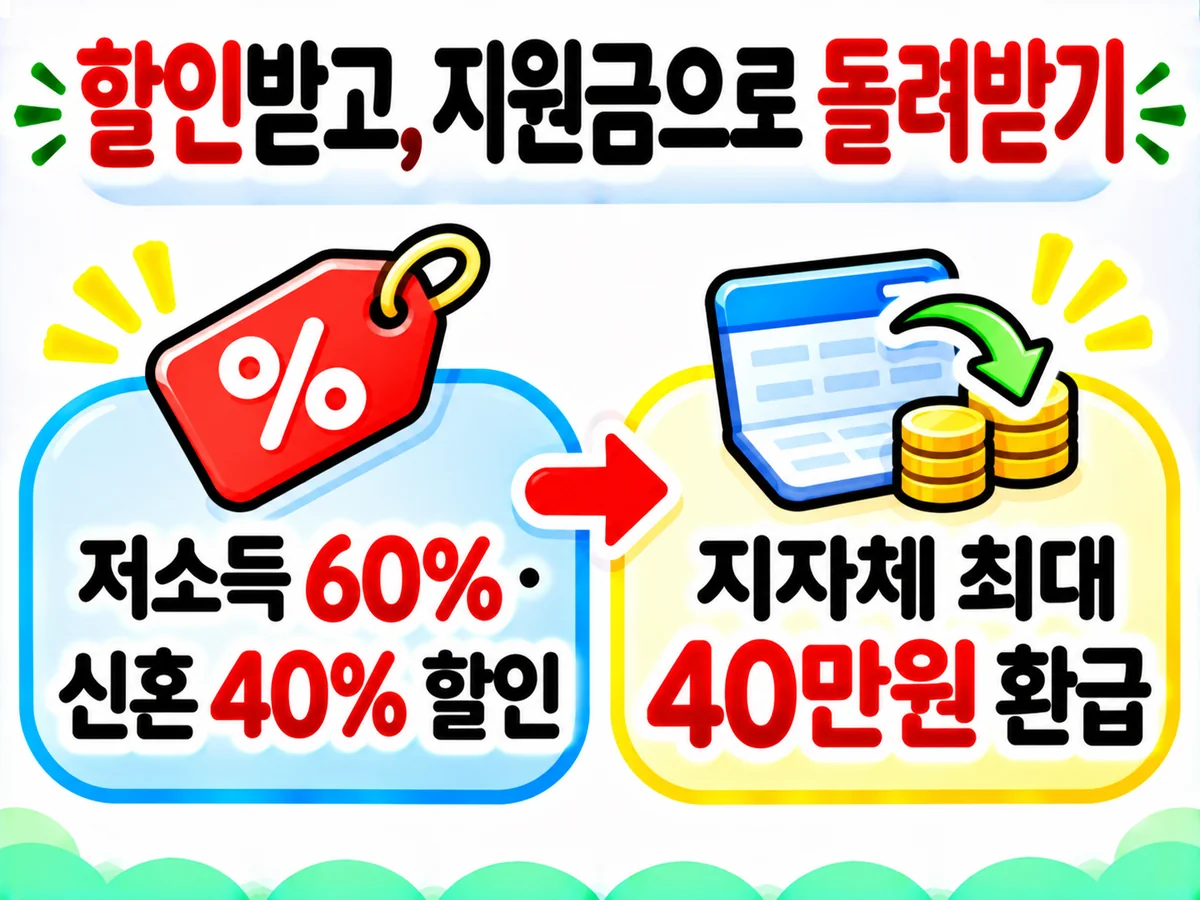 할인받고, 지원금으로 돌려받기
%
저소득 60%·
신혼 40% 할인
지자체 최대
40만원 환급